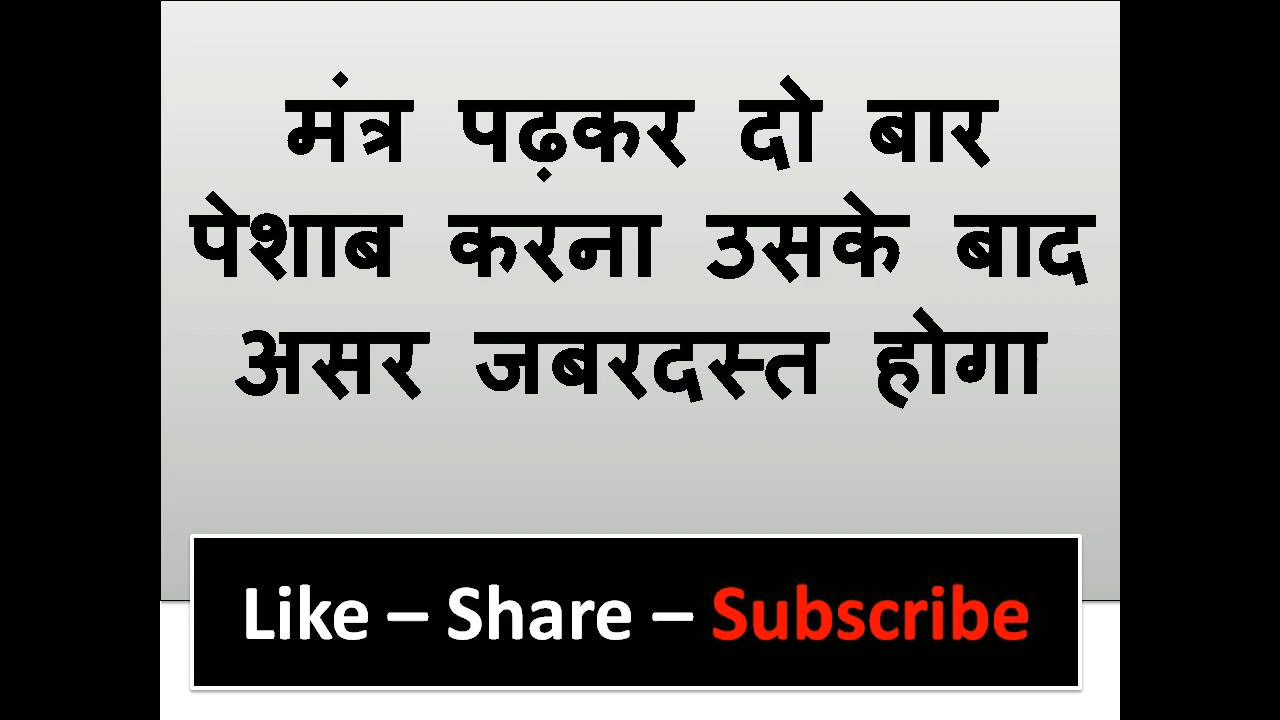 मंत्र पढ़कर दो बार
पेशाब करना उसके बाद
असर जबरदस्त होगा
Like – Share – Subscribe